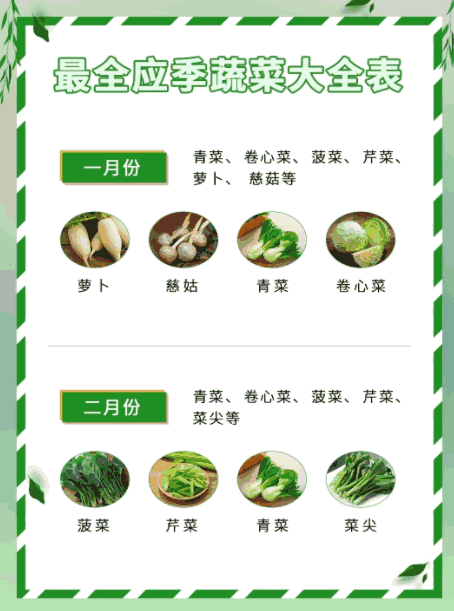 最全应季蔬菜大全表
一月份
青菜、卷心菜、菠菜、芹菜、
萝卜、 慈菇等
萝卜
慈姑
青菜
卷心菜
二月份
青菜、卷心菜、菠菜、芹菜、
菜尖等
菠菜
芹菜
青菜
菜尖